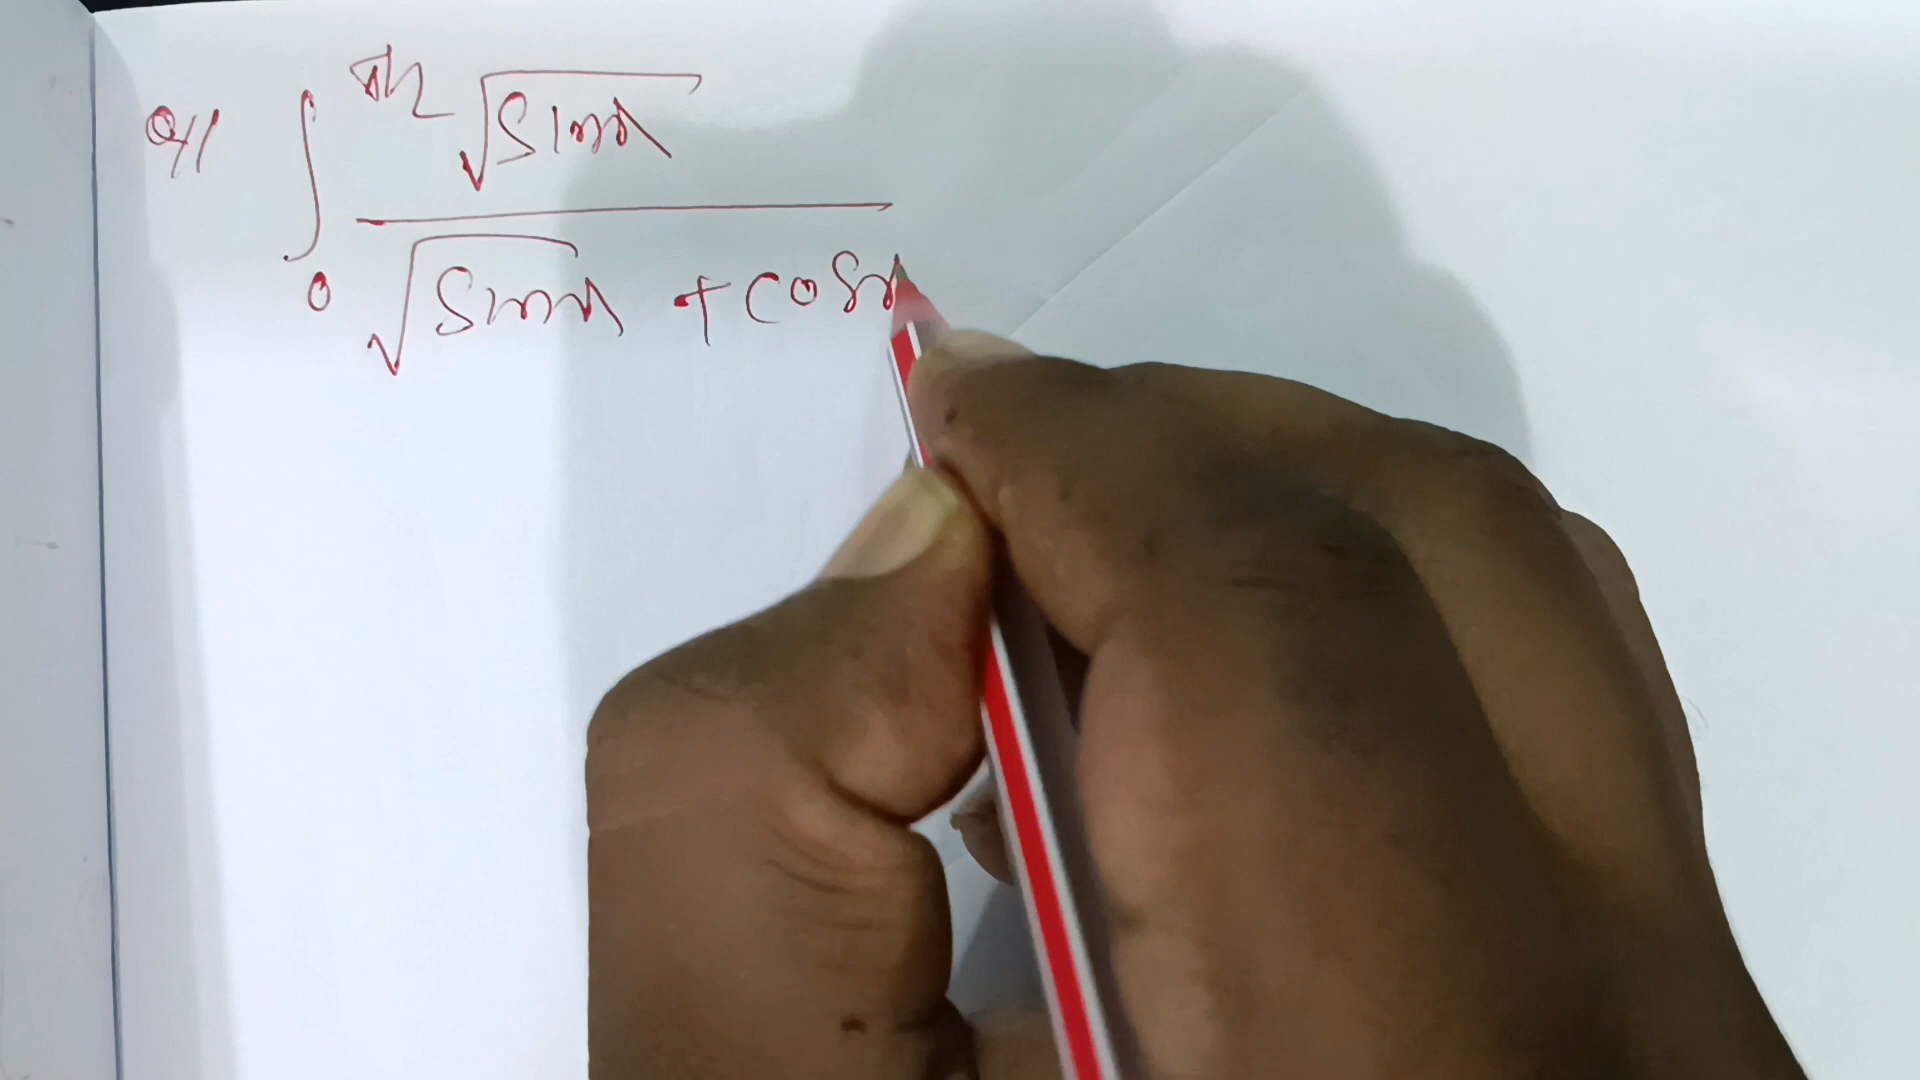 Q1) ∫₀^(π/2) √(sinx) / (√(sinx) + cosx